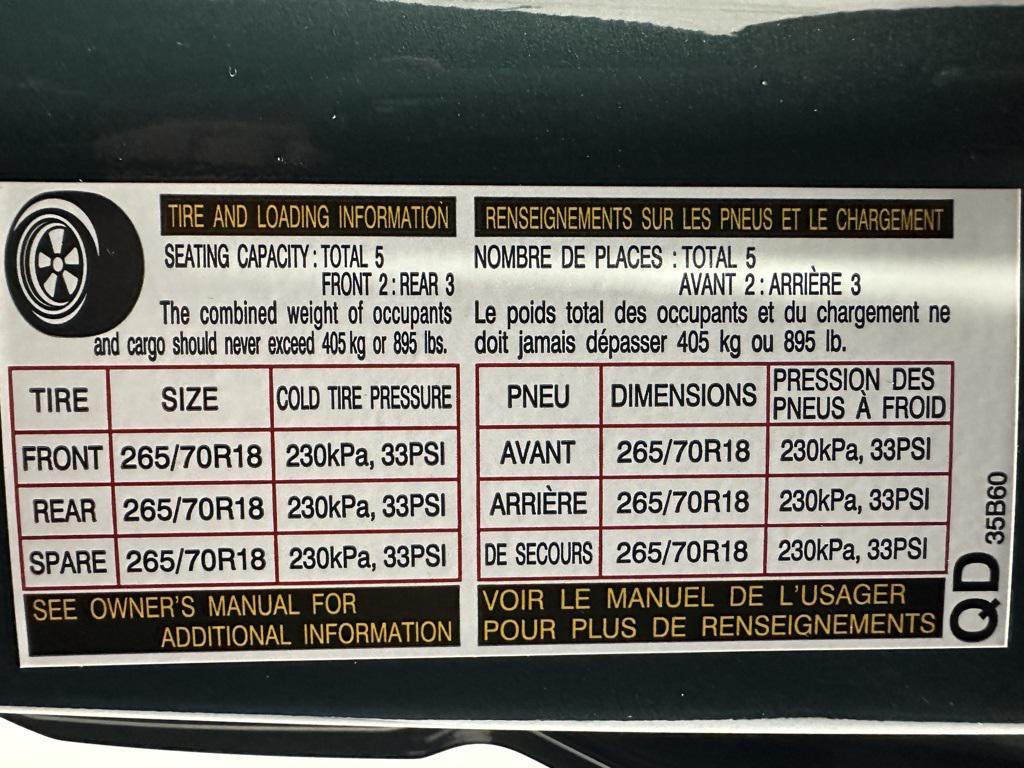 TIRE AND LOADING INFORMATION
SEATING CAPACITY : TOTAL 5
FRONT 2 : REAR 3
The combined weight of occupants
and cargo should never exceed 405 kg or 895 lbs.
TIRE SIZE COLD TIRE PRESSURE
FRONT 265/70R18 230kPa, 33PSI
REAR 265/70R18 230kPa, 33PSI
SPARE 265/70R18 230kPa, 33PSI
SEE OWNER'S MANUAL FOR
ADDITIONAL INFORMATION
RENSEIGNEMENTS SUR LES PNEUS ET LE CHARGEMENT
NOMBRE DE PLACES : TOTAL 5
AVANT 2 : ARRIÈRE 3
Le poids total des occupants et du chargement ne
doit jamais dépasser 405 kg ou 895 lb.
PNEU DIMENSIONS PRESSION DES PNEUS À FROID
AVANT 265/70R18 230kPa, 33PSI
ARRIÈRE 265/70R18 230kPa, 33PSI
DE SECOURS 265/70R18 230kPa, 33PSI
VOIR LE MANUEL DE L'USAGER
POUR PLUS DE RENSEIGNEMENTS
QD
35B60